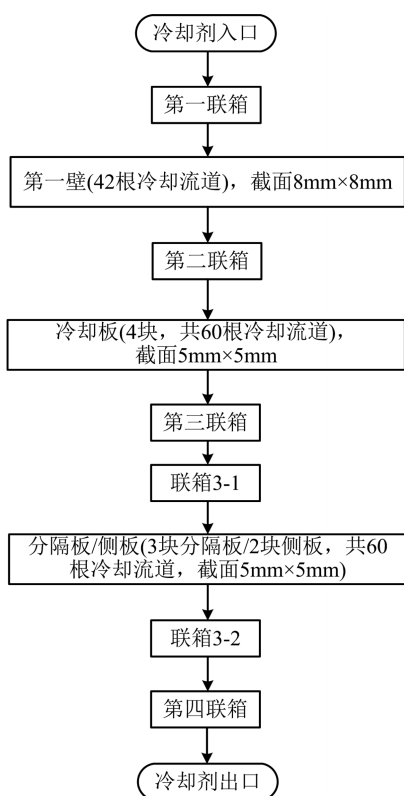 冷却剂入口
第一联箱
第一壁(42根冷却流道)，截面8mm×8mm
第二联箱
冷却板(4块，共60根冷却流道)，
截面5mm×5mm
第三联箱
联箱3-1
分隔板/侧板(3块分隔板/2块侧板，共60
根冷却流道，截面5mm×5mm)
联箱3-2
第四联箱
冷却剂出口